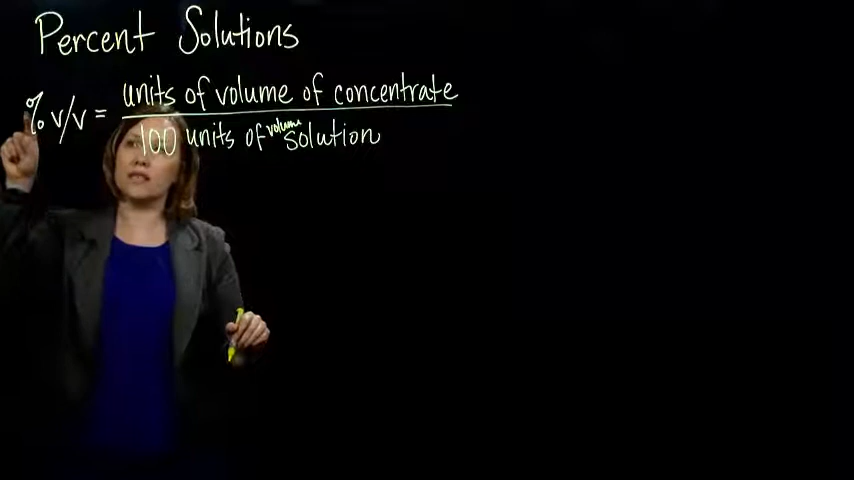 Percent Solutions
% v/v = units of volume of concentrate
100 units of volume solution